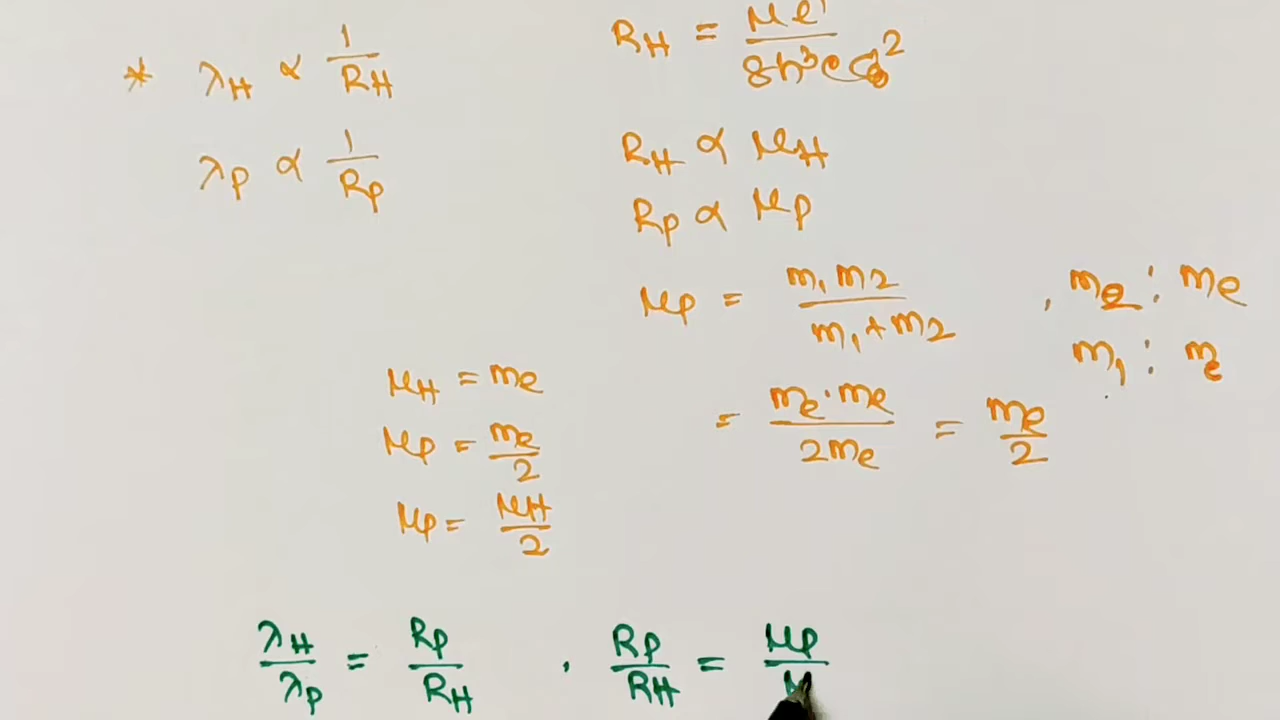 * λH ∝ 1/RH
λP ∝ 1/RP
RH = μe⁴/8h³cε₀²
RH ∝ μH
RP ∝ μP
μP = m₁m₂/m₁+m₂ , me : me
m₁ : me
= me·me/2me = me/2
μH = me
μP = me/2
μP = μH/2
λH/λP = RP/RH , RP/RH = μP/μ